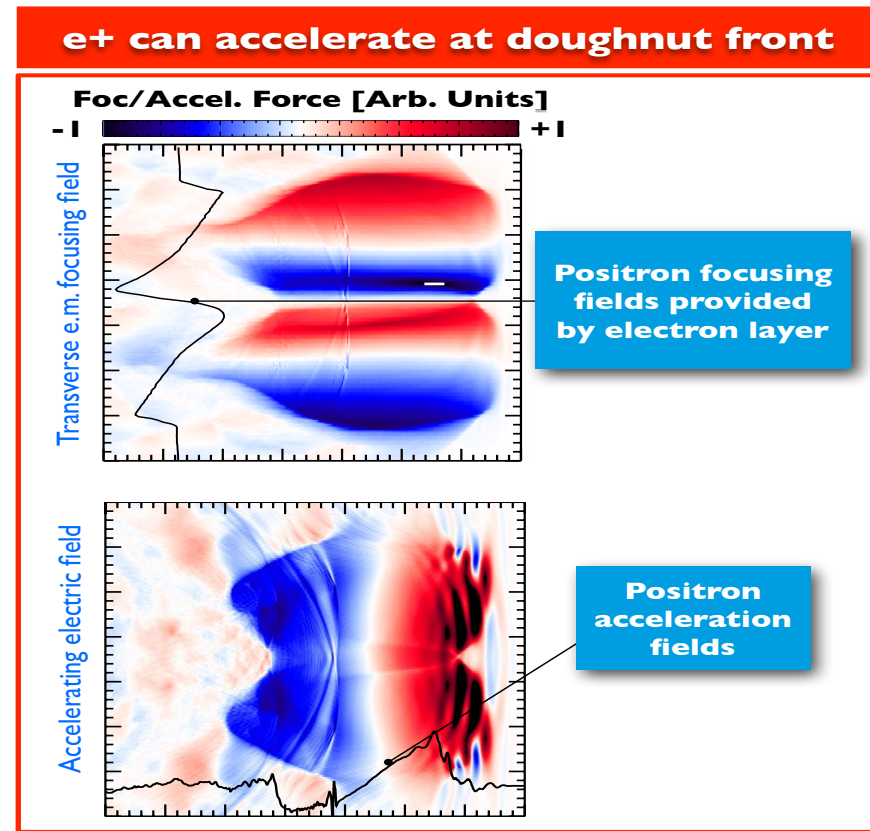 e+ can accelerate at doughnut front
Foc/Accel. Force [Arb. Units]
-1 +1
Transverse e.m. focusing field
Positron focusing
fields provided
by electron layer
Accelerating electric field
Positron
acceleration
fields